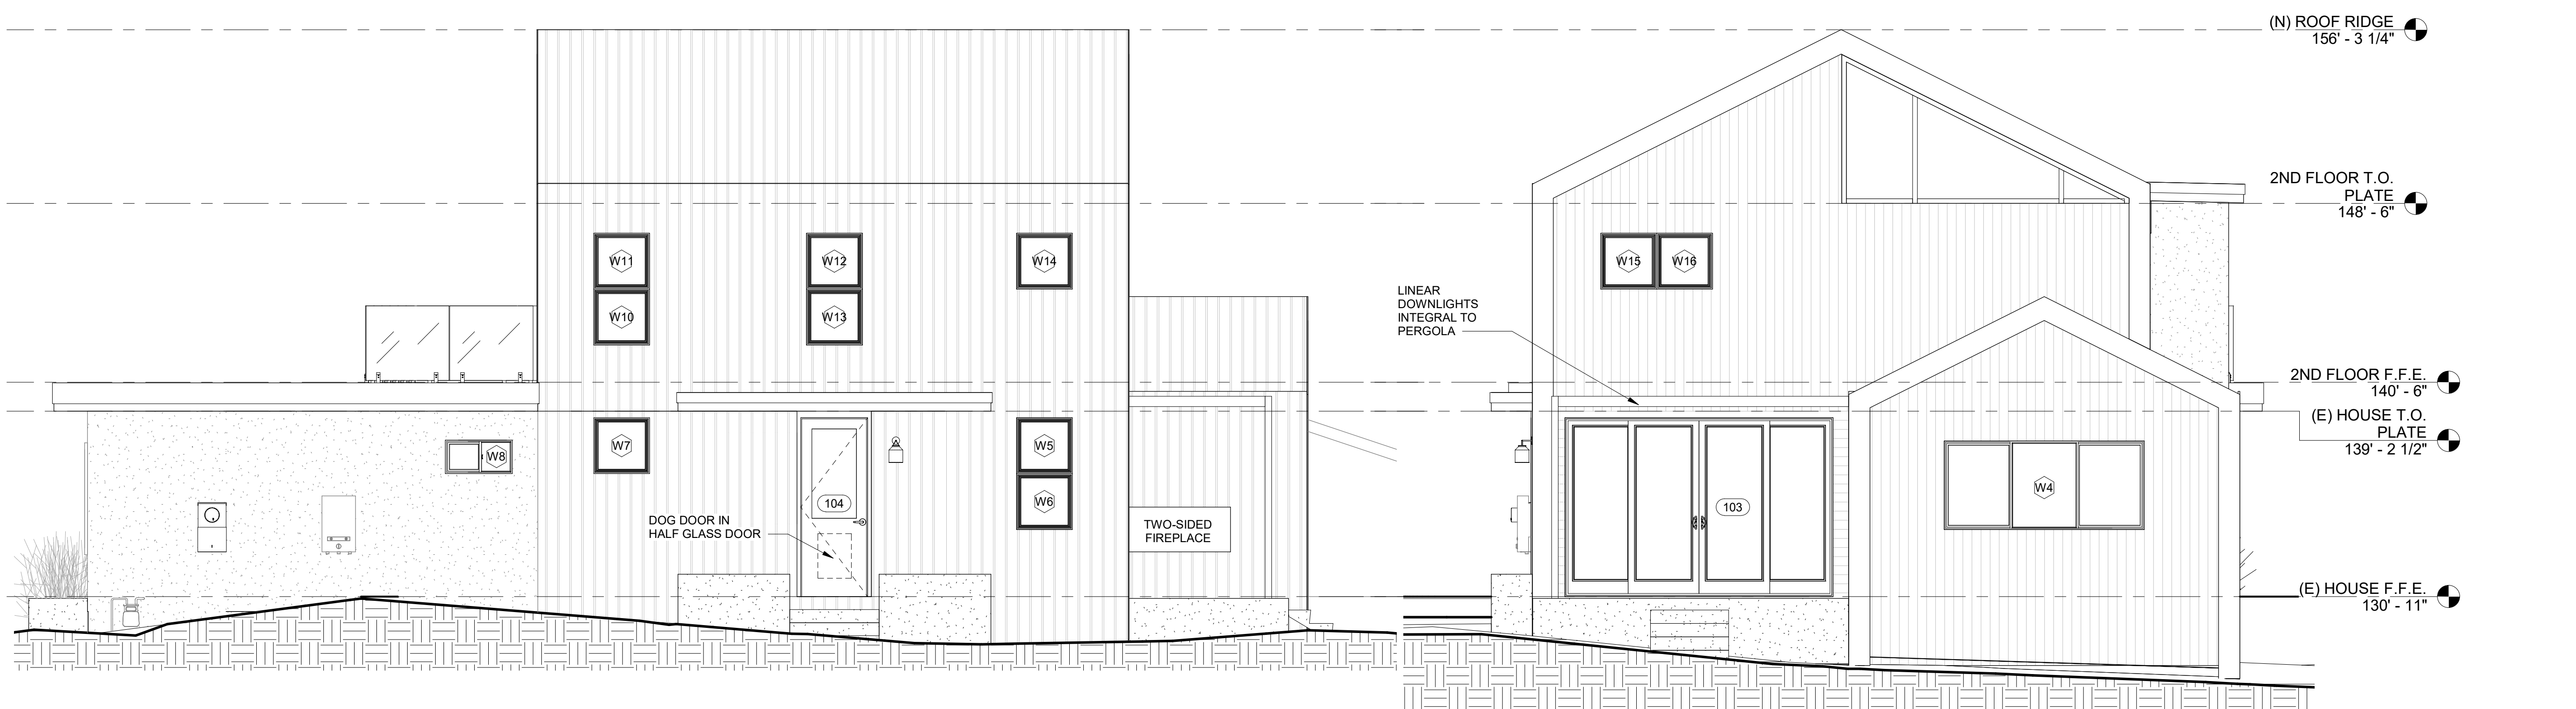 (N) ROOF RIDGE
156' - 3 1/4"
2ND FLOOR T.O.
PLATE
148' - 6"
W11
W12
W14
W15
W16
W10
W13
LINEAR
DOWNLIGHTS
INTEGRAL TO
PERGOLA
2ND FLOOR F.F.E.
140' - 6"
(E) HOUSE T.O.
PLATE
139' - 2 1/2"
W8
W7
W5
W6
W4
104
103
DOG DOOR IN
HALF GLASS DOOR
TWO-SIDED
FIREPLACE
(E) HOUSE F.F.E.
130' - 11"